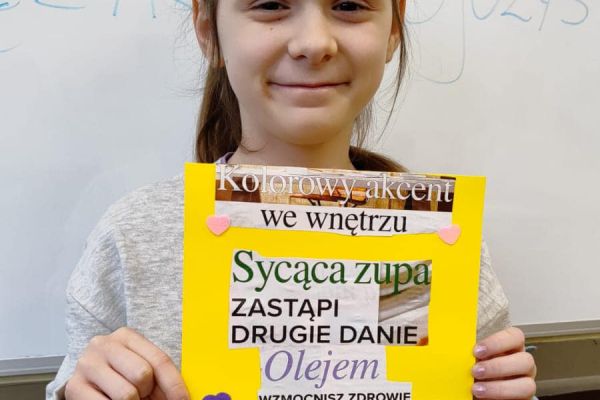 Kolorowy akcent
we wnętrzu
Sycąca zupa
ZASTĄPI
DRUGIE DANIE
Olejem
WZMOCNISZ ZDROWIE